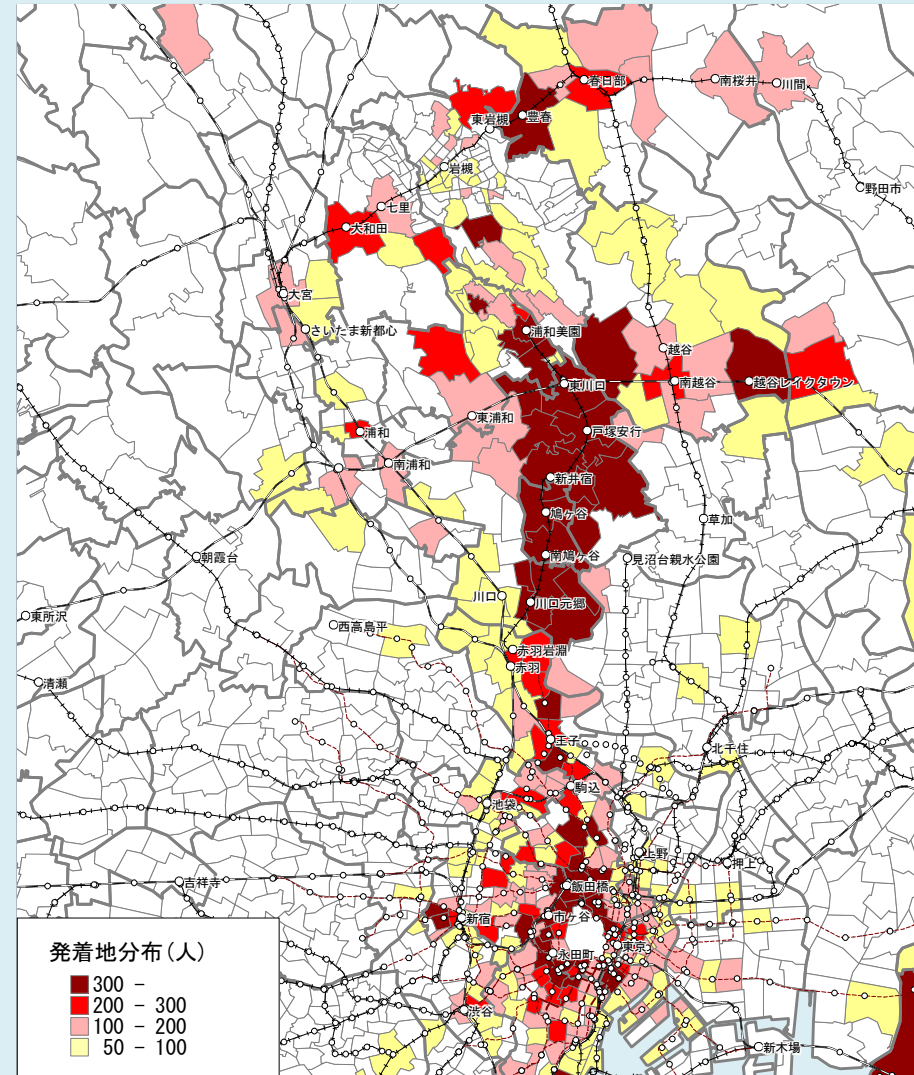 春日部
南桜井
川間
東岩槻
豊春
岩槻
野田市
七里
大和田
大宮
さいたま新都心
浦和美園
越谷
東川口
南越谷
越谷レイクタウン
東浦和
浦和
戸塚安行
南浦和
新井宿
鳩ヶ谷
草加
朝霞台
南鳩ヶ谷
見沼台親水公園
川口
川口元郷
東所沢
西高島平
赤羽岩淵
赤羽
清瀬
王子
北千住
駒込
池袋
上野
押上
吉祥寺
飯田橋
新宿
市ヶ谷
東京
永田町
渋谷
新木場
発着地分布(人)
300 -
200 - 300
100 - 200
50 - 100